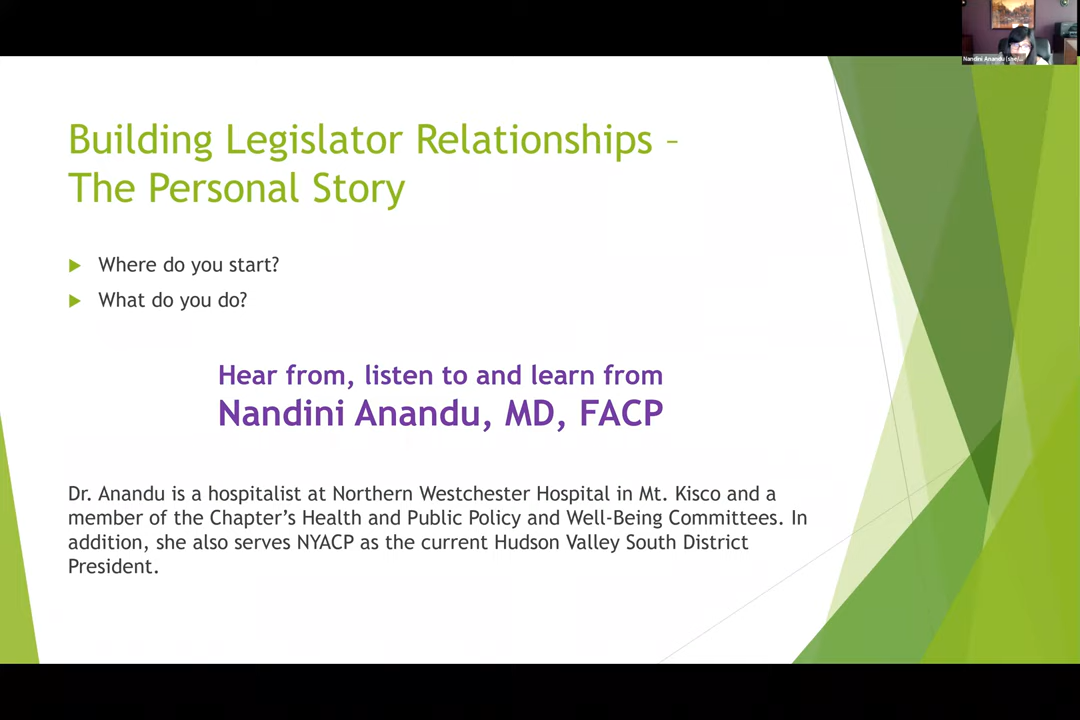 Nandini Anandu (she/...
Building Legislator Relationships –
The Personal Story
Where do you start?
What do you do?
Hear from, listen to and learn from
Nandini Anandu, MD, FACP
Dr. Anandu is a hospitalist at Northern Westchester Hospital in Mt. Kisco and a
member of the Chapter’s Health and Public Policy and Well-Being Committees. In
addition, she also serves NYACP as the current Hudson Valley South District
President.